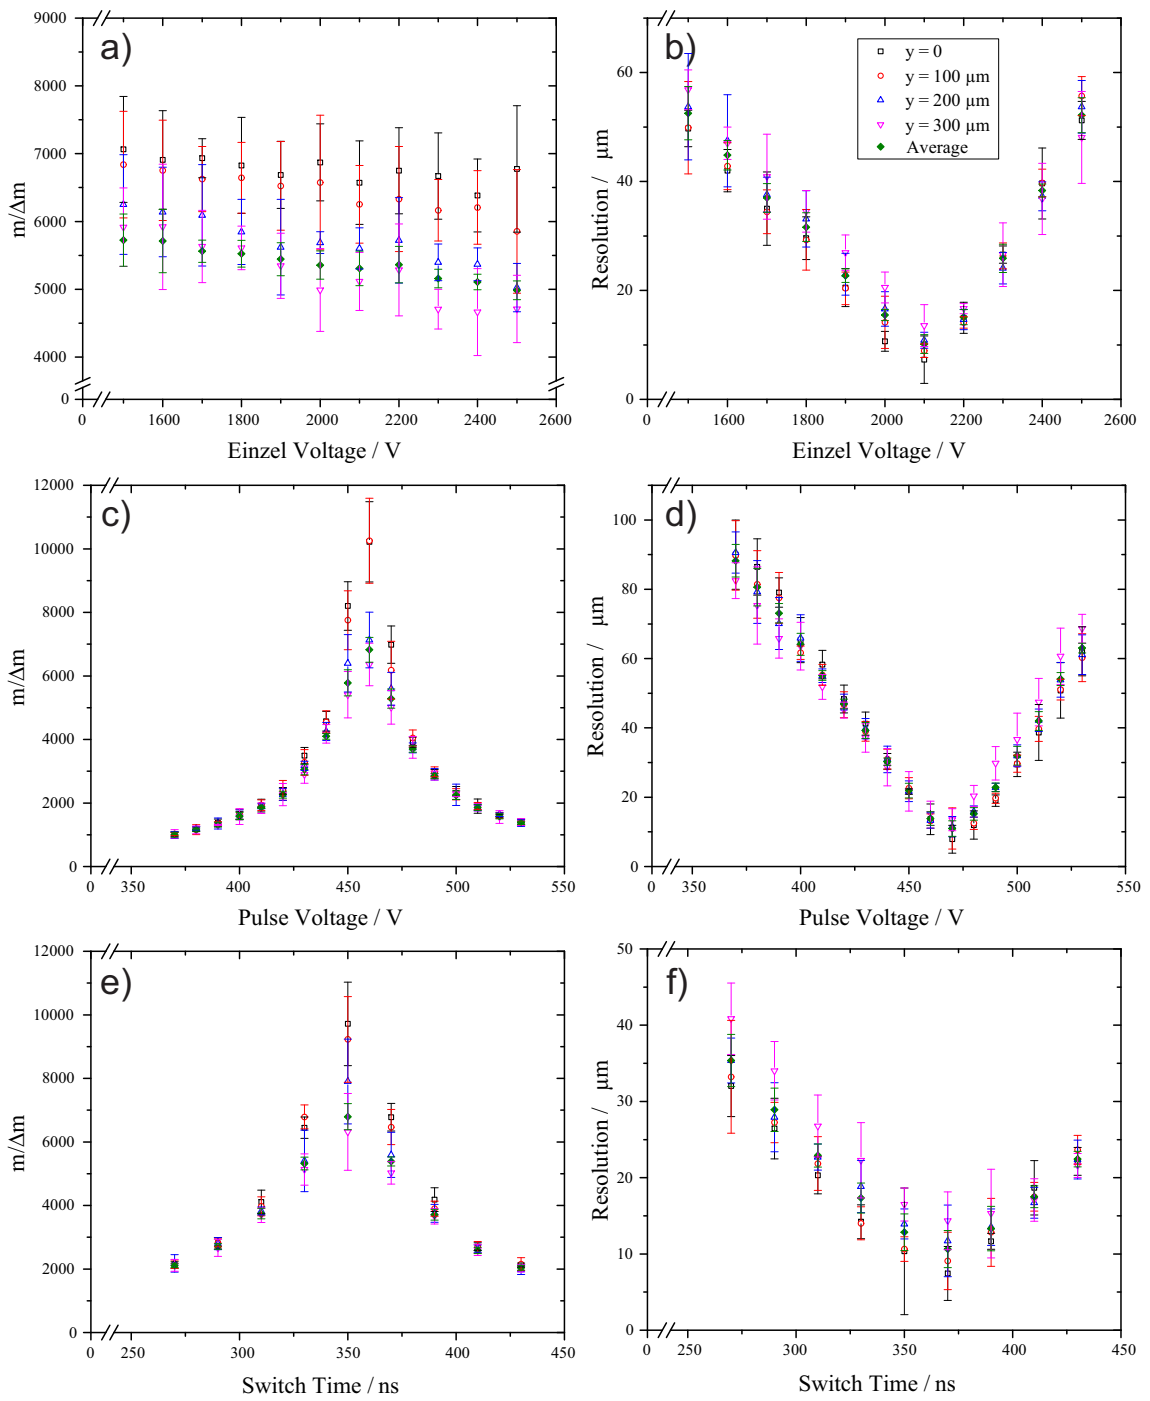 a)
9000
8000
7000
6000
5000
4000
0
m/Δm
0 1600 1800 2000 2200 2400 2600
Einzel Voltage / V
b)
y = 0
y = 100 µm
y = 200 µm
y = 300 µm
Average
60
40
20
0
Resolution / µm
0 1600 1800 2000 2200 2400 2600
Einzel Voltage / V
c)
12000
10000
8000
6000
4000
2000
0
m/Δm
0 350 400 450 500 550
Pulse Voltage / V
d)
100
80
60
40
20
0
Resolution / µm
0 350 400 450 500 550
Pulse Voltage / V
e)
12000
10000
8000
6000
4000
2000
0
m/Δm
0 250 300 350 400 450
Switch Time / ns
f)
50
40
30
20
10
0
Resolution / µm
0 250 300 350 400 450
Switch Time / ns